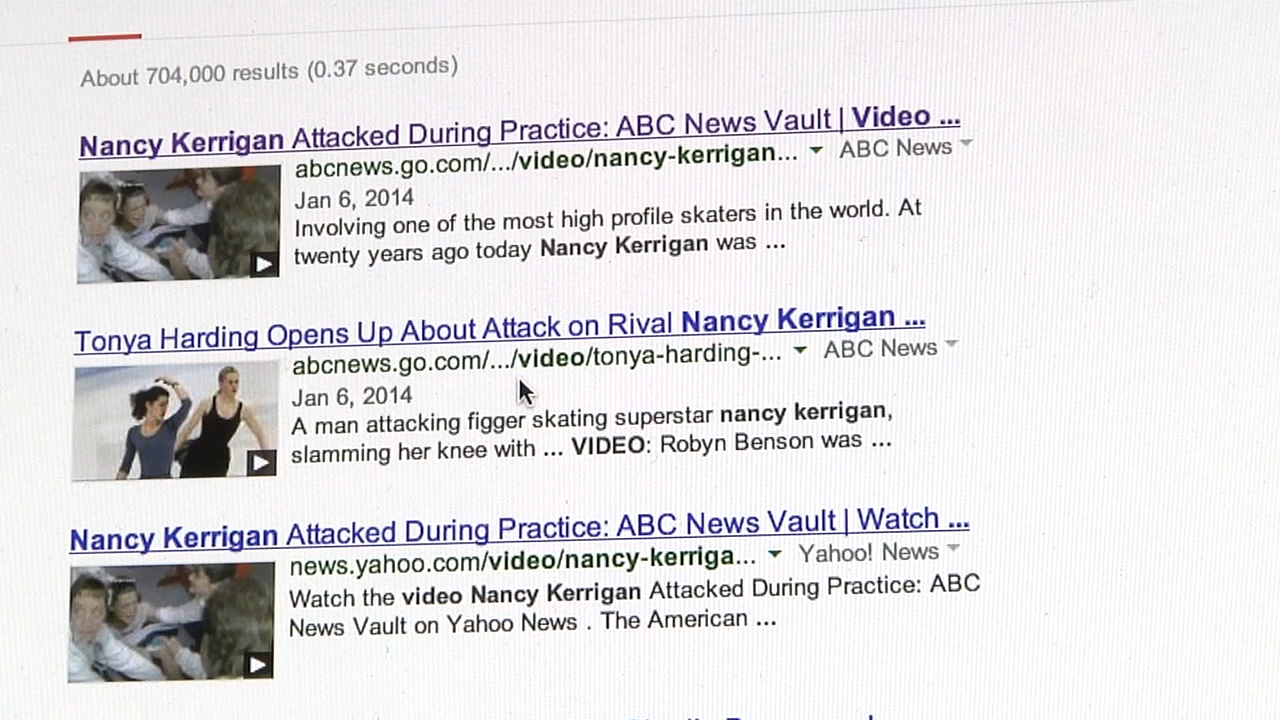 About 704,000 results (0.37 seconds)
Nancy Kerrigan Attacked During Practice: ABC News Vault | Video ...
abcnews.go.com/.../video/nancy-kerrigan... ABC News
Jan 6, 2014
Involving one of the most high profile skaters in the world. At
twenty years ago today Nancy Kerrigan was ...
Tonya Harding Opens Up About Attack on Rival Nancy Kerrigan ...
abcnews.go.com/.../video/tonya-harding-... ABC News
Jan 6, 2014
A man attacking figger skating superstar nancy kerrigan,
slamming her knee with ... VIDEO: Robyn Benson was ...
Nancy Kerrigan Attacked During Practice: ABC News Vault | Watch ...
news.yahoo.com/video/nancy-kerriga... Yahoo! News
Watch the video Nancy Kerrigan Attacked During Practice: ABC
News Vault on Yahoo News . The American ...